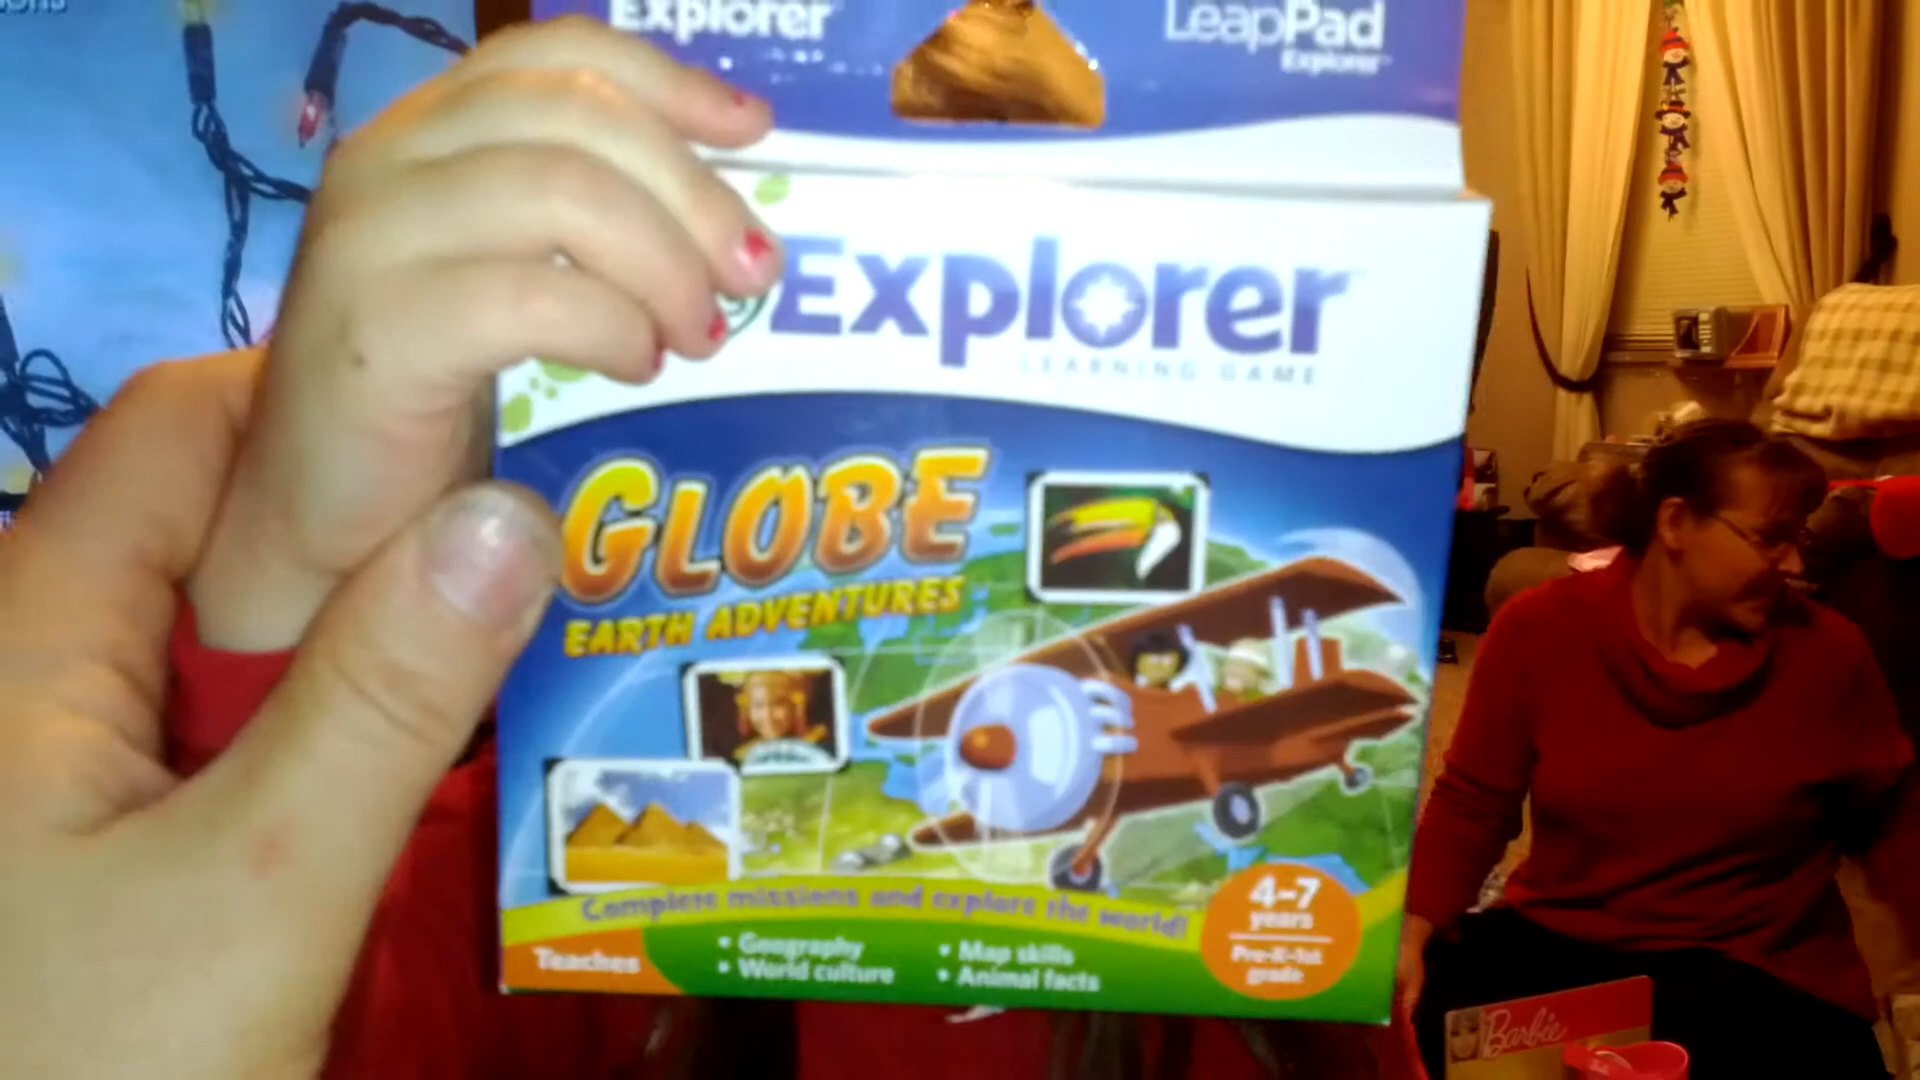 Explorer
LeapPad
Explorer
Explorer
LEARNING GAME
GLOBE
EARTH ADVENTURES
Complete missions and explore the world!
4-7
years
Pre-K-1st
grade
Teaches
• Geography
• World culture
• Map skills
• Animal facts
Barbie